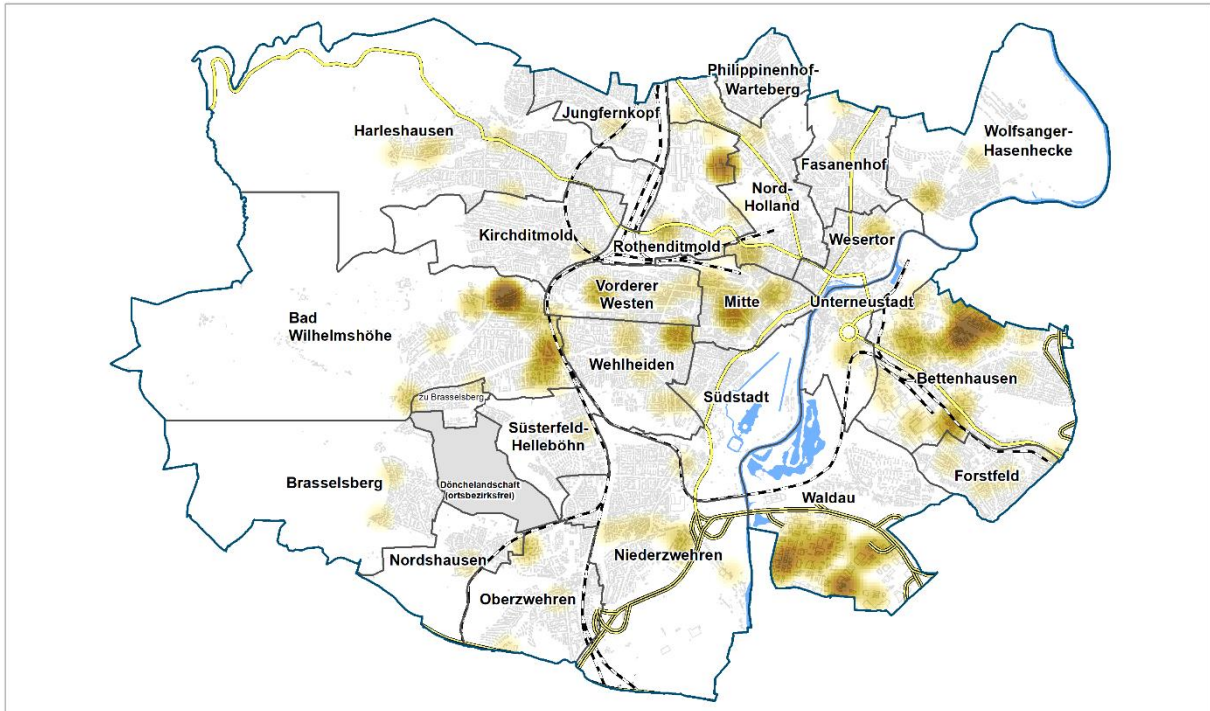 Philippinenhof-
Warteberg
Jungfernkopf
Harleshausen
Wolfsanger-
Hasenhecke
Fasanenhof
Nord-
Holland
Kirchditmold
Rothenditmold
Wesertor
Vorderer
Westen
Mitte
Unterneustadt
Bad
Wilhelmshöhe
Wehlheiden
Bettenhausen
zu Brasselsberg
Südstadt
Süsterfeld-
Helleböhn
Forstfeld
Brasselsberg
Dönchelandschaft
(ortsbezirksfrei)
Waldau
Nordshausen
Niederzwehren
Oberzwehren